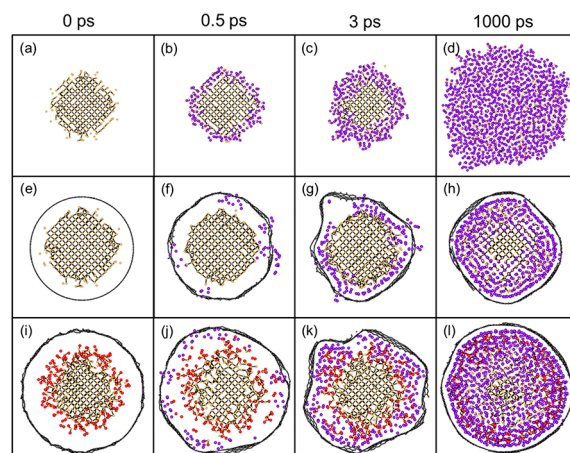 0 ps 0.5 ps 3 ps 1000 ps
(a) (b) (c) (d)
(e) (f) (g) (h)
(i) (j) (k) (l)